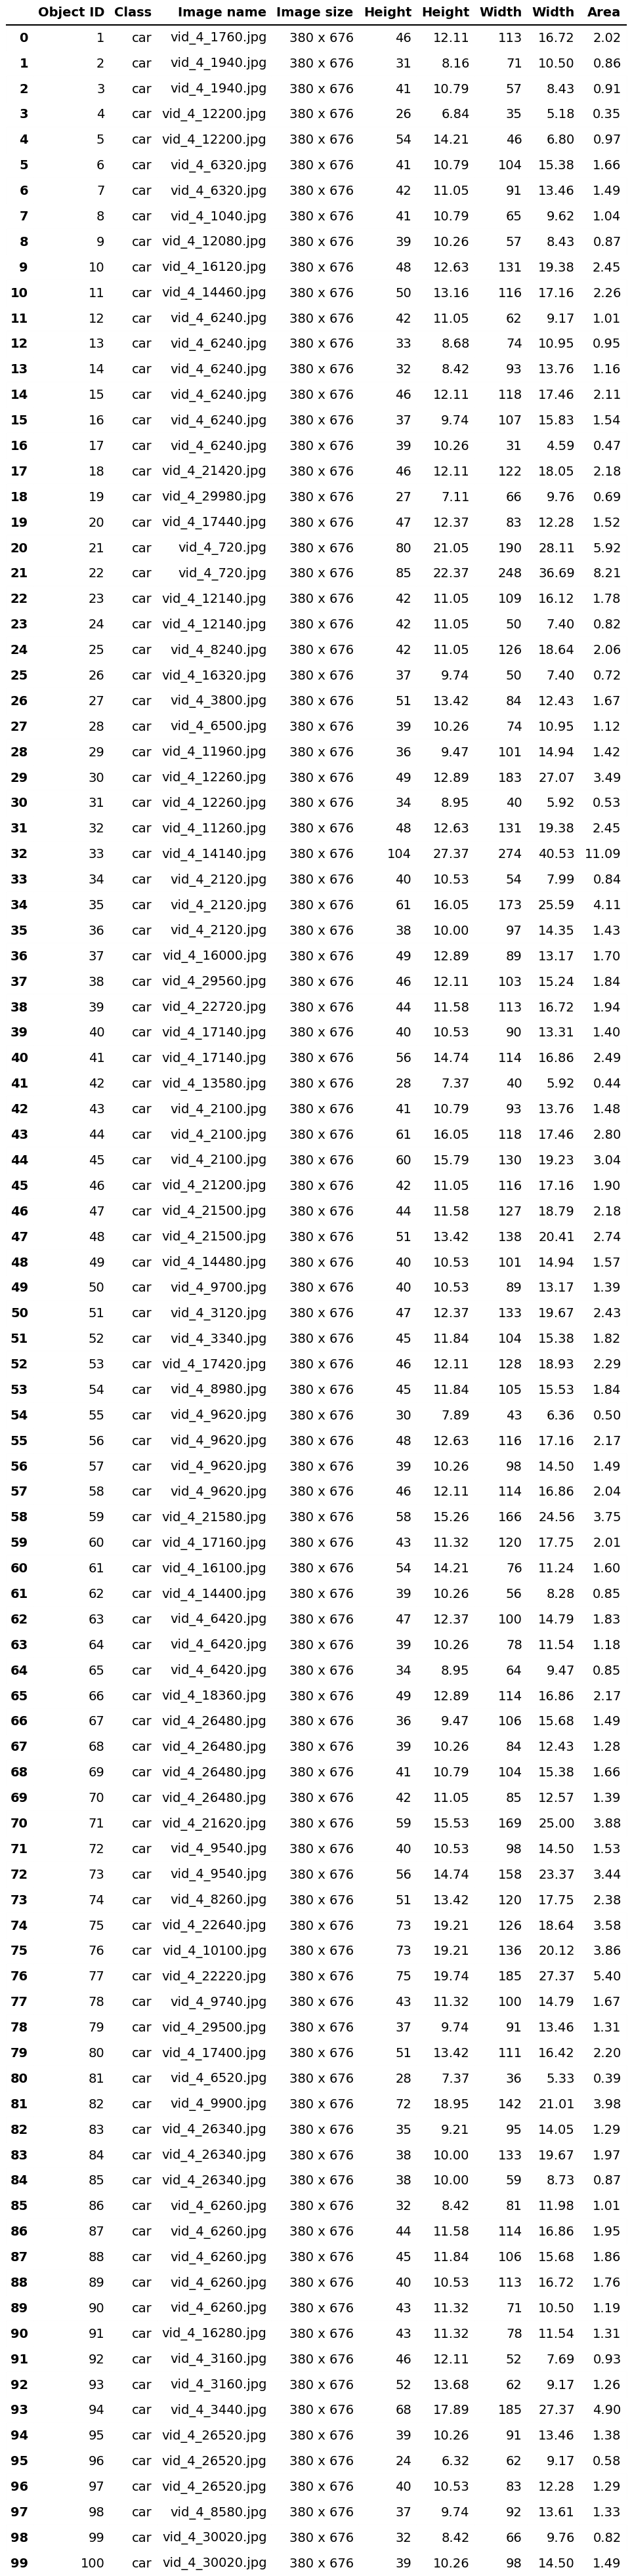 Object ID Class Image name Image size Height Height Width Width Area
0 1 car vid_4_1760.jpg 380 x 676 46 12.11 113 16.72 2.02
1 2 car vid_4_1940.jpg 380 x 676 31 8.16 71 10.50 0.86
2 3 car vid_4_1940.jpg 380 x 676 41 10.79 57 8.43 0.91
3 4 car vid_4_12200.jpg 380 x 676 26 6.84 35 5.18 0.35
4 5 car vid_4_12200.jpg 380 x 676 54 14.21 46 6.80 0.97
5 6 car vid_4_6320.jpg 380 x 676 41 10.79 104 15.38 1.66
6 7 car vid_4_6320.jpg 380 x 676 42 11.05 91 13.46 1.49
7 8 car vid_4_1040.jpg 380 x 676 41 10.79 65 9.62 1.04
8 9 car vid_4_12080.jpg 380 x 676 39 10.26 57 8.43 0.87
9 10 car vid_4_16120.jpg 380 x 676 48 12.63 131 19.38 2.45
10 11 car vid_4_14460.jpg 380 x 676 50 13.16 116 17.16 2.26
11 12 car vid_4_6240.jpg 380 x 676 42 11.05 62 9.17 1.01
12 13 car vid_4_6240.jpg 380 x 676 33 8.68 74 10.95 0.95
13 14 car vid_4_6240.jpg 380 x 676 32 8.42 93 13.76 1.16
14 15 car vid_4_6240.jpg 380 x 676 46 12.11 118 17.46 2.11
15 16 car vid_4_6240.jpg 380 x 676 37 9.74 107 15.83 1.54
16 17 car vid_4_6240.jpg 380 x 676 39 10.26 31 4.59 0.47
17 18 car vid_4_21420.jpg 380 x 676 46 12.11 122 18.05 2.18
18 19 car vid_4_29980.jpg 380 x 676 27 7.11 66 9.76 0.69
19 20 car vid_4_17440.jpg 380 x 676 47 12.37 83 12.28 1.52
20 21 car vid_4_720.jpg 380 x 676 80 21.05 190 28.11 5.92
21 22 car vid_4_720.jpg 380 x 676 85 22.37 248 36.69 8.21
22 23 car vid_4_12140.jpg 380 x 676 42 11.05 109 16.12 1.78
23 24 car vid_4_12140.jpg 380 x 676 42 11.05 50 7.40 0.82
24 25 car vid_4_8240.jpg 380 x 676 42 11.05 126 18.64 2.06
25 26 car vid_4_16320.jpg 380 x 676 37 9.74 50 7.40 0.72
26 27 car vid_4_3800.jpg 380 x 676 51 13.42 84 12.43 1.67
27 28 car vid_4_6500.jpg 380 x 676 39 10.26 74 10.95 1.12
28 29 car vid_4_11960.jpg 380 x 676 36 9.47 101 14.94 1.42
29 30 car vid_4_12260.jpg 380 x 676 49 12.89 183 27.07 3.49
30 31 car vid_4_12260.jpg 380 x 676 34 8.95 40 5.92 0.53
31 32 car vid_4_11260.jpg 380 x 676 48 12.63 131 19.38 2.45
32 33 car vid_4_14140.jpg 380 x 676 104 27.37 274 40.53 11.09
33 34 car vid_4_2120.jpg 380 x 676 40 10.53 54 7.99 0.84
34 35 car vid_4_2120.jpg 380 x 676 61 16.05 173 25.59 4.11
35 36 car vid_4_2120.jpg 380 x 676 38 10.00 97 14.35 1.43
36 37 car vid_4_16000.jpg 380 x 676 49 12.89 89 13.17 1.70
37 38 car vid_4_29560.jpg 380 x 676 46 12.11 103 15.24 1.84
38 39 car vid_4_22720.jpg 380 x 676 44 11.58 113 16.72 1.94
39 40 car vid_4_17140.jpg 380 x 676 40 10.53 90 13.31 1.40
40 41 car vid_4_17140.jpg 380 x 676 56 14.74 114 16.86 2.49
41 42 car vid_4_13580.jpg 380 x 676 28 7.37 40 5.92 0.44
42 43 car vid_4_2100.jpg 380 x 676 41 10.79 93 13.76 1.48
43 44 car vid_4_2100.jpg 380 x 676 61 16.05 118 17.46 2.80
44 45 car vid_4_2100.jpg 380 x 676 60 15.79 130 19.23 3.04
45 46 car vid_4_21200.jpg 380 x 676 42 11.05 116 17.16 1.90
46 47 car vid_4_21500.jpg 380 x 676 44 11.58 127 18.79 2.18
47 48 car vid_4_21500.jpg 380 x 676 51 13.42 138 20.41 2.74
48 49 car vid_4_14480.jpg 380 x 676 40 10.53 101 14.94 1.57
49 50 car vid_4_9700.jpg 380 x 676 40 10.53 89 13.17 1.39
50 51 car vid_4_3120.jpg 380 x 676 47 12.37 133 19.67 2.43
51 52 car vid_4_3340.jpg 380 x 676 45 11.84 104 15.38 1.82
52 53 car vid_4_17420.jpg 380 x 676 46 12.11 128 18.93 2.29
53 54 car vid_4_8980.jpg 380 x 676 45 11.84 105 15.53 1.84
54 55 car vid_4_9620.jpg 380 x 676 30 7.89 43 6.36 0.50
55 56 car vid_4_9620.jpg 380 x 676 48 12.63 116 17.16 2.17
56 57 car vid_4_9620.jpg 380 x 676 39 10.26 98 14.50 1.49
57 58 car vid_4_9620.jpg 380 x 676 46 12.11 114 16.86 2.04
58 59 car vid_4_21580.jpg 380 x 676 58 15.26 166 24.56 3.75
59 60 car vid_4_17160.jpg 380 x 676 43 11.32 120 17.75 2.01
60 61 car vid_4_16100.jpg 380 x 676 54 14.21 76 11.24 1.60
61 62 car vid_4_14400.jpg 380 x 676 39 10.26 56 8.28 0.85
62 63 car vid_4_6420.jpg 380 x 676 47 12.37 100 14.79 1.83
63 64 car vid_4_6420.jpg 380 x 676 39 10.26 78 11.54 1.18
64 65 car vid_4_6420.jpg 380 x 676 34 8.95 64 9.47 0.85
65 66 car vid_4_18360.jpg 380 x 676 49 12.89 114 16.86 2.17
66 67 car vid_4_26480.jpg 380 x 676 36 9.47 106 15.68 1.49
67 68 car vid_4_26480.jpg 380 x 676 39 10.26 84 12.43 1.28
68 69 car vid_4_26480.jpg 380 x 676 41 10.79 104 15.38 1.66
69 70 car vid_4_26480.jpg 380 x 676 42 11.05 85 12.57 1.39
70 71 car vid_4_21620.jpg 380 x 676 59 15.53 169 25.00 3.88
71 72 car vid_4_9540.jpg 380 x 676 40 10.53 98 14.50 1.53
72 73 car vid_4_9540.jpg 380 x 676 56 14.74 158 23.37 3.44
73 74 car vid_4_8260.jpg 380 x 676 51 13.42 120 17.75 2.38
74 75 car vid_4_22640.jpg 380 x 676 73 19.21 126 18.64 3.58
75 76 car vid_4_10100.jpg 380 x 676 73 19.21 136 20.12 3.86
76 77 car vid_4_22220.jpg 380 x 676 75 19.74 185 27.37 5.40
77 78 car vid_4_9740.jpg 380 x 676 43 11.32 100 14.79 1.67
78 79 car vid_4_29500.jpg 380 x 676 37 9.74 91 13.46 1.31
79 80 car vid_4_17400.jpg 380 x 676 51 13.42 111 16.42 2.20
80 81 car vid_4_6520.jpg 380 x 676 28 7.37 36 5.33 0.39
81 82 car vid_4_9900.jpg 380 x 676 72 18.95 142 21.01 3.98
82 83 car vid_4_26340.jpg 380 x 676 35 9.21 95 14.05 1.29
83 84 car vid_4_26340.jpg 380 x 676 38 10.00 133 19.67 1.97
84 85 car vid_4_26340.jpg 380 x 676 38 10.00 59 8.73 0.87
85 86 car vid_4_6260.jpg 380 x 676 32 8.42 81 11.98 1.01
86 87 car vid_4_6260.jpg 380 x 676 44 11.58 114 16.86 1.95
87 88 car vid_4_6260.jpg 380 x 676 45 11.84 106 15.68 1.86
88 89 car vid_4_6260.jpg 380 x 676 40 10.53 113 16.72 1.76
89 90 car vid_4_6260.jpg 380 x 676 43 11.32 71 10.50 1.19
90 91 car vid_4_16280.jpg 380 x 676 43 11.32 78 11.54 1.31
91 92 car vid_4_3160.jpg 380 x 676 46 12.11 52 7.69 0.93
92 93 car vid_4_3160.jpg 380 x 676 52 13.68 62 9.17 1.26
93 94 car vid_4_3440.jpg 380 x 676 68 17.89 185 27.37 4.90
94 95 car vid_4_26520.jpg 380 x 676 39 10.26 91 13.46 1.38
95 96 car vid_4_26520.jpg 380 x 676 24 6.32 62 9.17 0.58
96 97 car vid_4_26520.jpg 380 x 676 40 10.53 83 12.28 1.29
97 98 car vid_4_8580.jpg 380 x 676 37 9.74 92 13.61 1.33
98 99 car vid_4_30020.jpg 380 x 676 32 8.42 66 9.76 0.82
99 100 car vid_4_30020.jpg 380 x 676 39 10.26 98 14.50 1.49